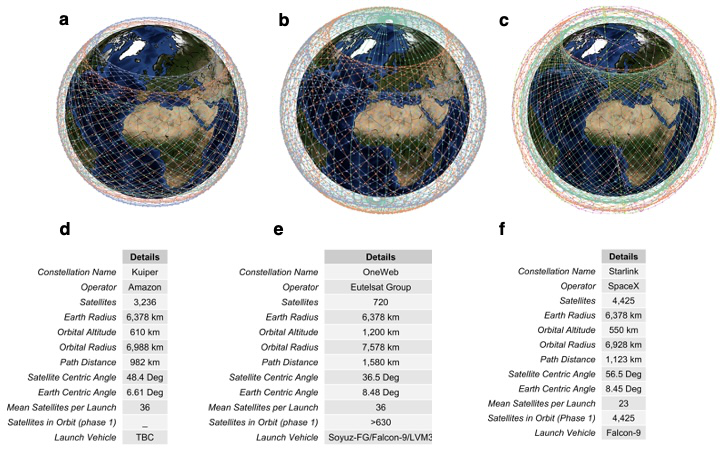 a
b
c
d
e
f
Details
Constellation Name Kuiper
Operator Amazon
Satellites 3,236
Earth Radius 6,378 km
Orbital Altitude 610 km
Orbital Radius 6,988 km
Path Distance 982 km
Satellite Centric Angle 48.4 Deg
Earth Centric Angle 6.61 Deg
Mean Satellites per Launch 36
Satellites in Orbit (phase 1) _
Launch Vehicle TBC
Details
Constellation Name OneWeb
Operator Eutelsat Group
Satellites 720
Earth Radius 6,378 km
Orbital Altitude 1,200 km
Orbital Radius 7,578 km
Path Distance 1,580 km
Satellite Centric Angle 36.5 Deg
Earth Centric Angle 8.48 Deg
Mean Satellites per Launch 36
Satellites in Orbit (phase 1) >630
Launch Vehicle Soyuz-FG/Falcon-9/LVM3
Details
Constellation Name Starlink
Operator SpaceX
Satellites 4,425
Earth Radius 6,378 km
Orbital Altitude 550 km
Orbital Radius 6,928 km
Path Distance 1,123 km
Satellite Centric Angle 56.5 Deg
Earth Centric Angle 8.45 Deg
Mean Satellites per Launch 23
Satellites in Orbit (Phase 1) 4,425
Launch Vehicle Falcon-9